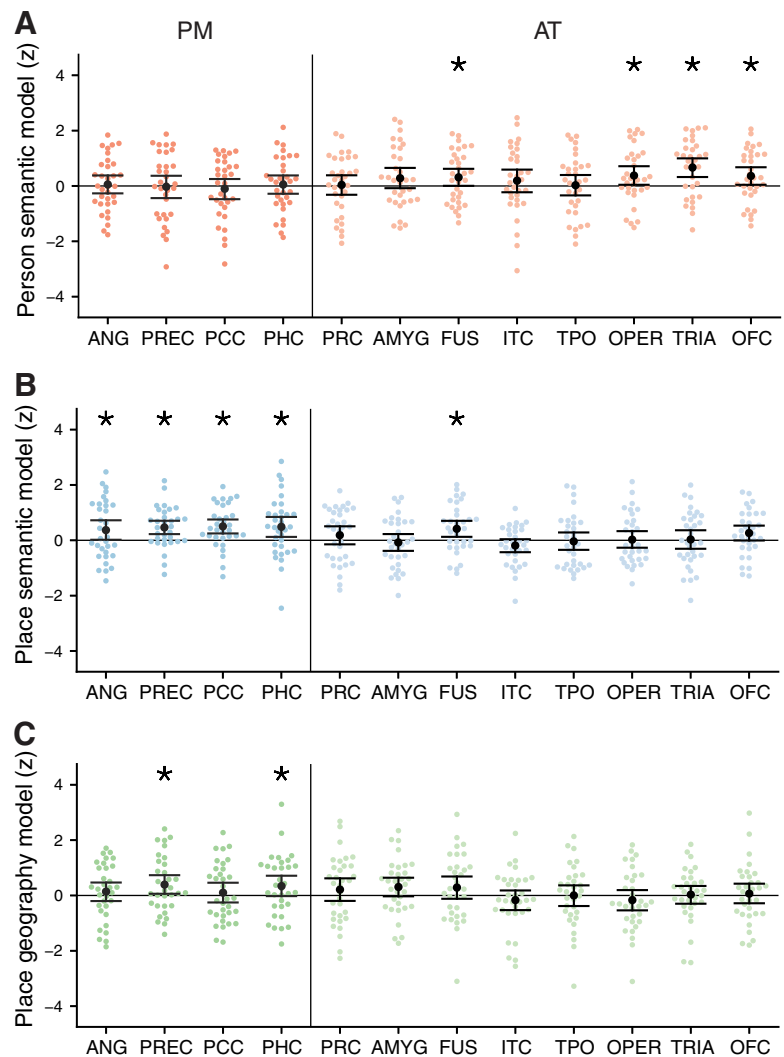 A
PM
AT
Person semantic model (z)
4
2
0
−2
−4
* * * *
ANG PREC PCC PHC PRC AMYG FUS ITC TPO OPER TRIA OFC
B
Place semantic model (z)
4
2
0
−2
−4
* * * * *
ANG PREC PCC PHC PRC AMYG FUS ITC TPO OPER TRIA OFC
C
Place geography model (z)
4
2
0
−2
−4
* *
ANG PREC PCC PHC PRC AMYG FUS ITC TPO OPER TRIA OFC